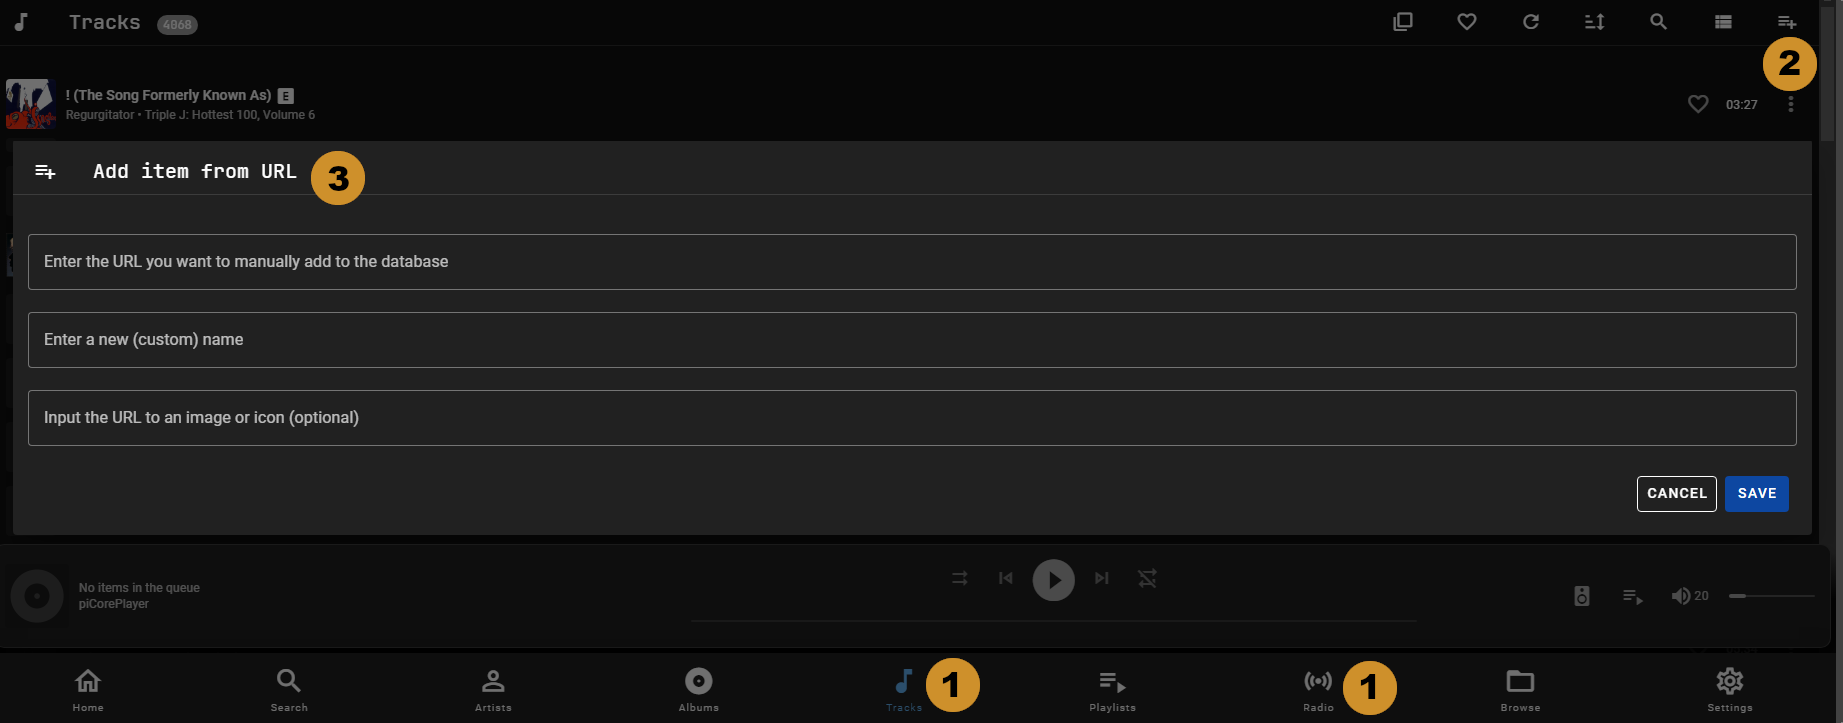 Tracks 4068
2
! (The Song Formerly Known As) E
Regurgitator • Triple J: Hottest 100, Volume 6
03:27
Add item from URL
3
Enter the URL you want to manually add to the database
Enter a new (custom) name
Input the URL to an image or icon (optional)
CANCEL SAVE
No items in the queue
piCorePlayer
20
1
1
Home Search Artists Albums Tracks Playlists Radio Browse Settings